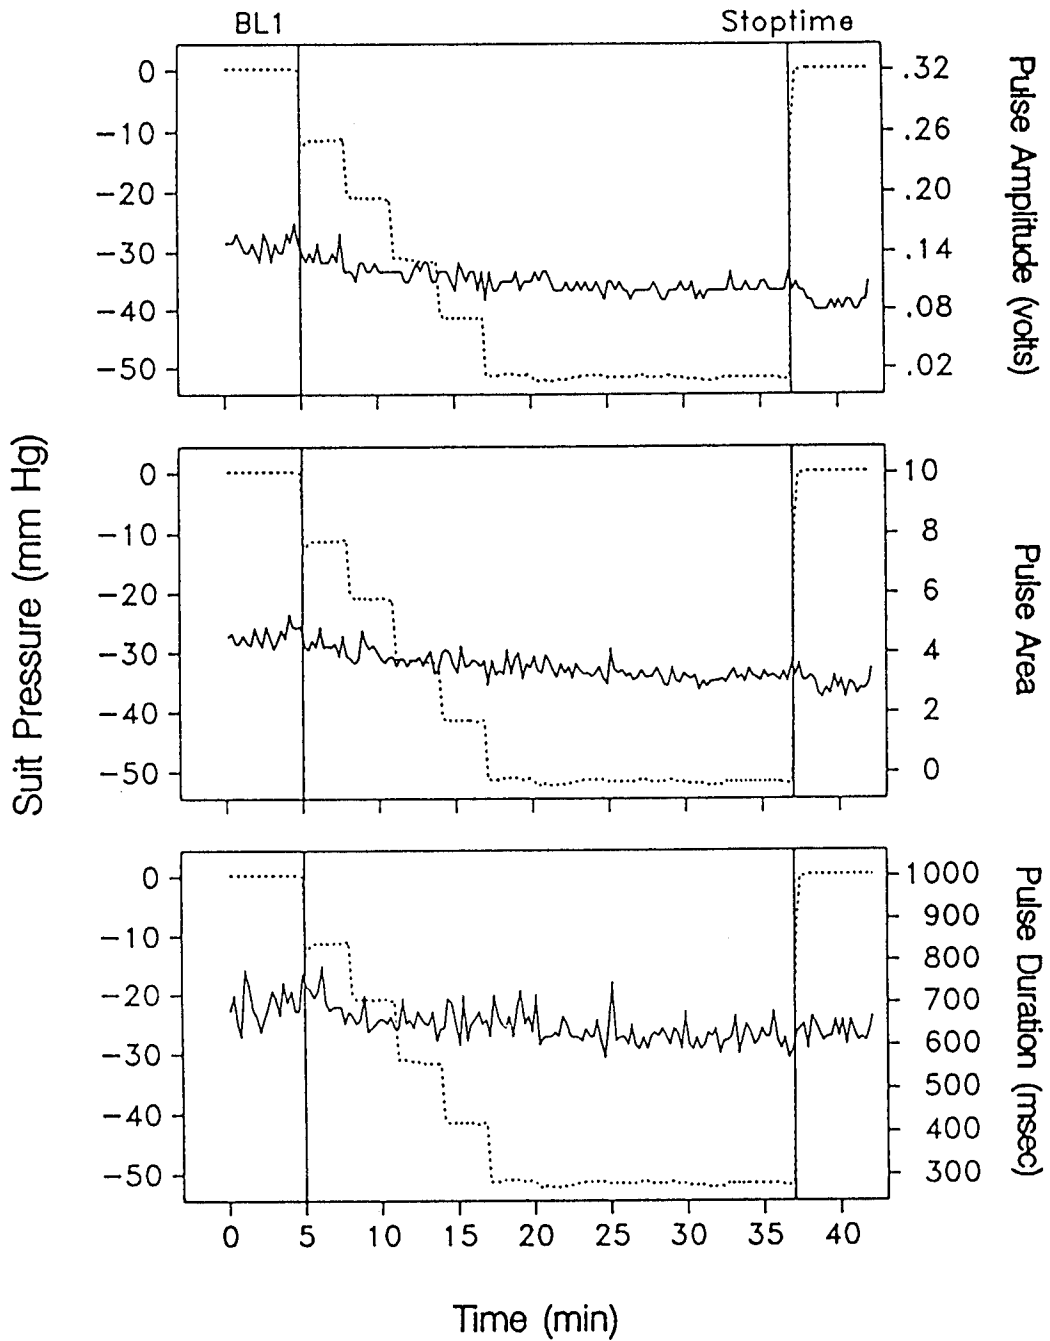 BL1 Stoptime
0 .32
−10 .26
−20 .20
−30 .14
−40 .08
−50 .02
Pulse Amplitude (volts)
Suit Pressure (mm Hg)
0 10
−10 8
−20 6
−30 4
−40 2
−50 0
Pulse Area
0 1000
900
−10 800
−20 700
−30 600
500
−40 400
−50 300
Pulse Duration (msec)
0 5 10 15 20 25 30 35 40
Time (min)